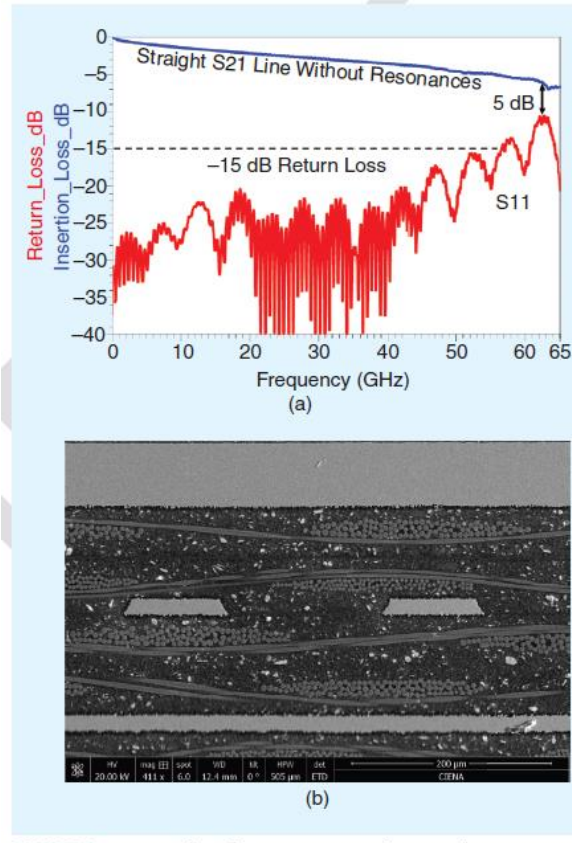 0
−5
−10
−15
−20
−25
−30
−35
−40
Return_Loss_dB
Insertion_Loss_dB
Straight S21 Line Without Resonances
5 dB
−15 dB Return Loss
S11
0 10 20 30 40 50 60 65
Frequency (GHz)
(a)
HV mag spot WD tilt HFW det
20.00 kV 411 x 6.0 12.4 mm 0 ° 505 µm ETD
200 µm
CIENA
(b)